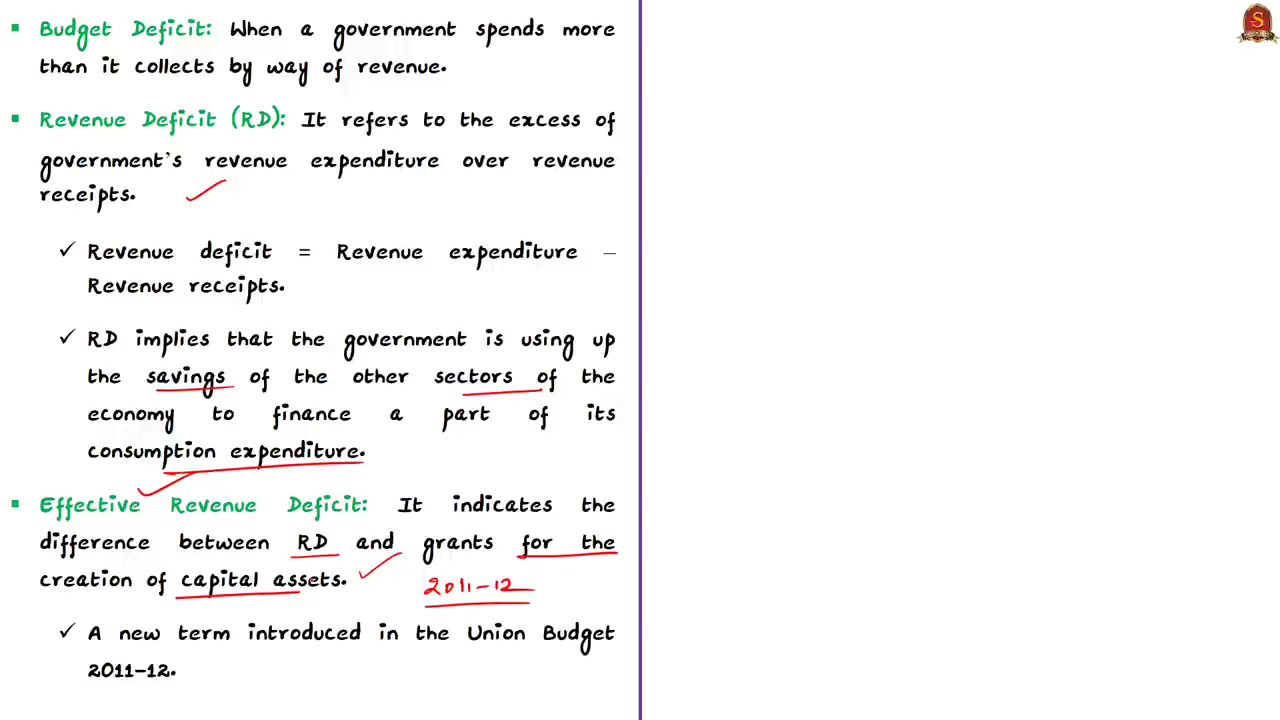 ▪ Budget Deficit: When a government spends more
than it collects by way of revenue.
▪ Revenue Deficit (RD): It refers to the excess of
government's revenue expenditure over revenue
receipts.
✓ Revenue deficit = Revenue expenditure –
Revenue receipts.
✓ RD implies that the government is using up
the savings of the other sectors of the
economy to finance a part of its
consumption expenditure.
▪ Effective Revenue Deficit: It indicates the
difference between RD and grants for the
creation of capital assets.
2011-12
✓ A new term introduced in the Union Budget
2011-12.
S